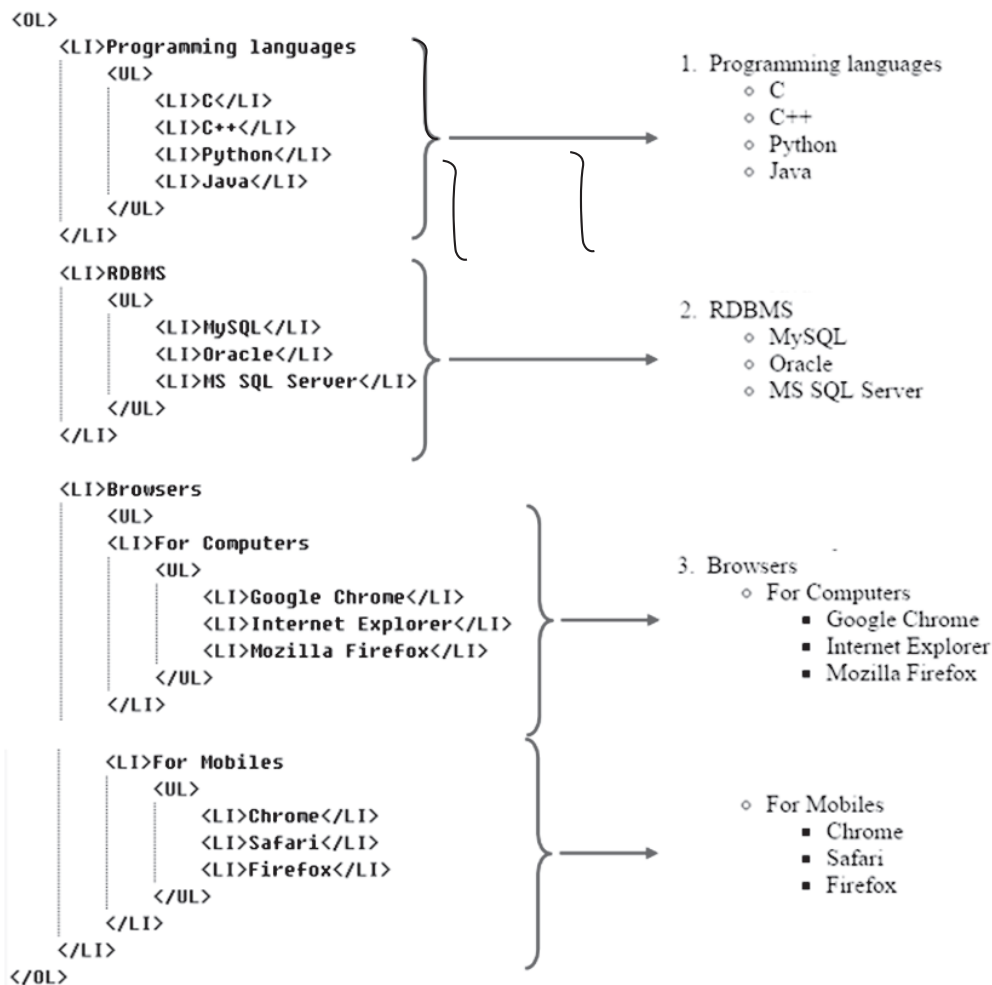 <OL>
<LI>Programming languages
<UL>
<LI>C</LI>
<LI>C++</LI>
<LI>Python</LI>
<LI>Java</LI>
</UL>
</LI>
<LI>RDBMS
<UL>
<LI>MySQL</LI>
<LI>Oracle</LI>
<LI>MS SQL Server</LI>
</UL>
</LI>
<LI>Browsers
<UL>
<LI>For Computers
<UL>
<LI>Google Chrome</LI>
<LI>Internet Explorer</LI>
<LI>Mozilla Firefox</LI>
</UL>
</LI>
<LI>For Mobiles
<UL>
<LI>Chrome</LI>
<LI>Safari</LI>
<LI>Firefox</LI>
</UL>
</LI>
</LI>
</OL>
1. Programming languages
C
C++
Python
Java
2. RDBMS
MySQL
Oracle
MS SQL Server
3. Browsers
For Computers
Google Chrome
Internet Explorer
Mozilla Firefox
For Mobiles
Chrome
Safari
Firefox